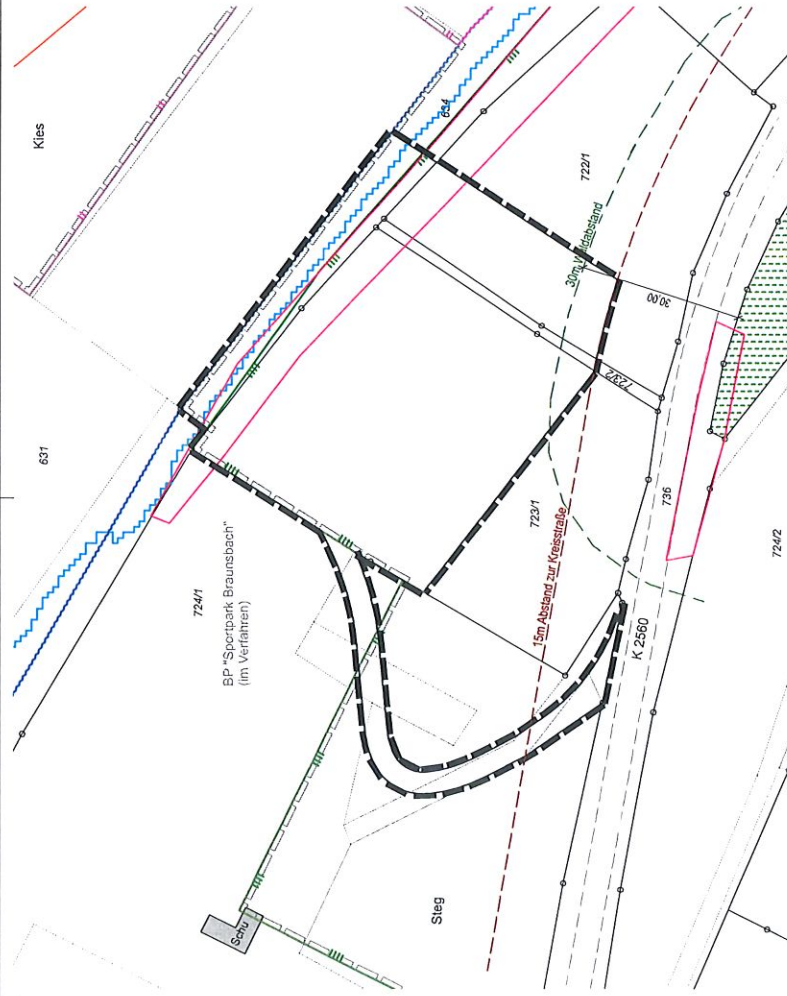 Kies
634
631
722/1
30m Waldabstand
30,00
723/2
724/1
BP "Sportpark Braunsbach"
(im Verfahren)
723/1
15m Abstand zur Kreisstraße
736
K 2560
724/2
Steg
Schu